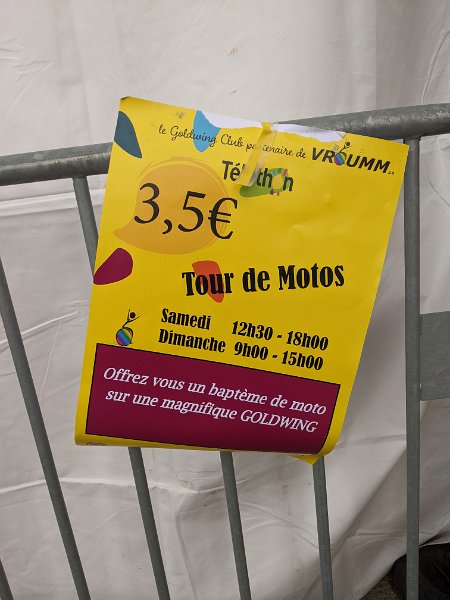 le Goldwing Club partenaire de VROUMM
Téléthon
3,5€
Tour de Motos
Samedi 12h30 - 18h00
Dimanche 9h00 - 15h00
Offrez vous un baptème de moto
sur une magnifique GOLDWING